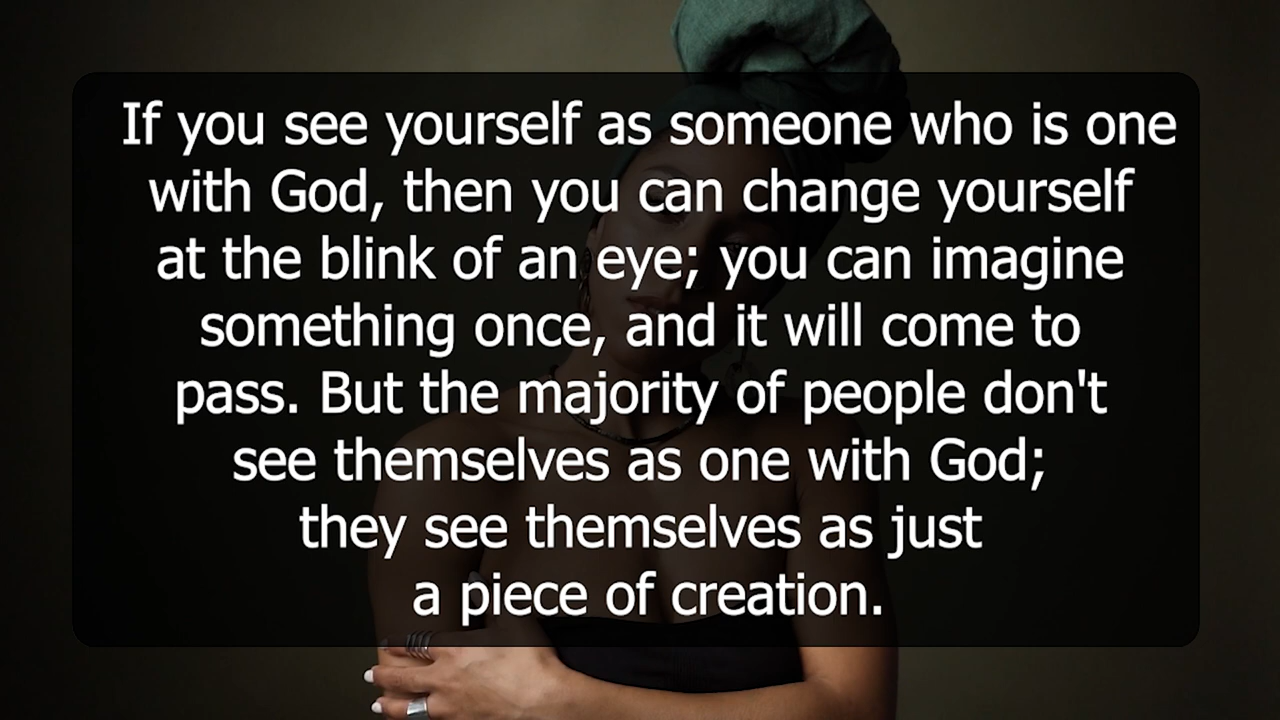 If you see yourself as someone who is one
with God, then you can change yourself
at the blink of an eye; you can imagine
something once, and it will come to
pass. But the majority of people don't
see themselves as one with God;
they see themselves as just
a piece of creation.